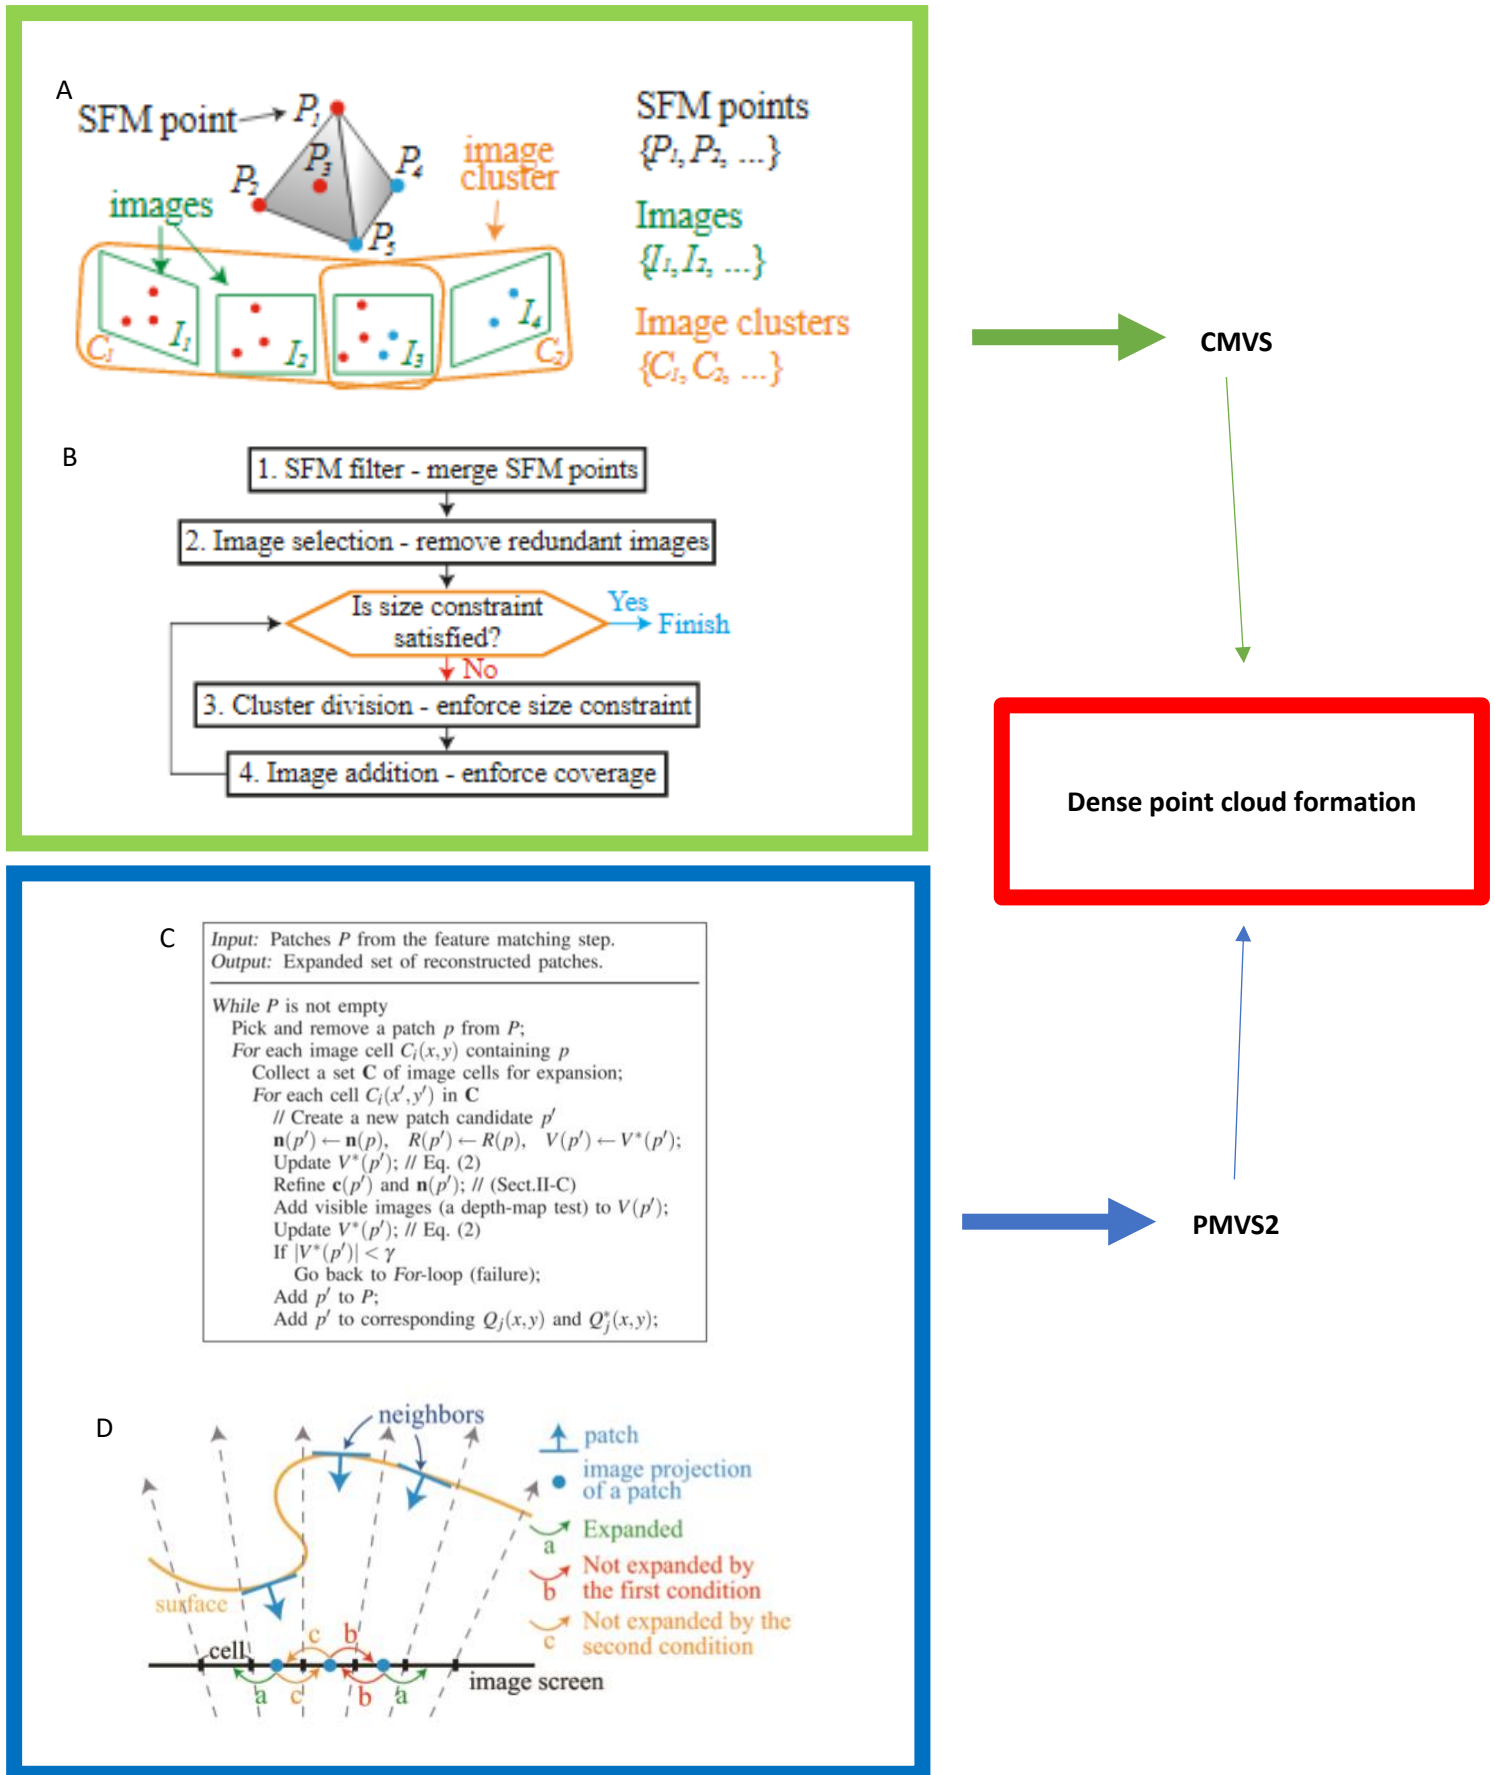 A
SFM point
P1
P2
P3
P4
P5
images
image
cluster
I1
I2
I3
I4
C1
C2
SFM points
{P1, P2, ...}
Images
{I1, I2, ...}
Image clusters
{C1, C2, ...}
CMVS
B
1. SFM filter - merge SFM points
2. Image selection - remove redundant images
Is size constraint
satisfied?
Yes
Finish
No
3. Cluster division - enforce size constraint
4. Image addition - enforce coverage
Dense point cloud formation
C
Input: Patches P from the feature matching step.
Output: Expanded set of reconstructed patches.
While P is not empty
Pick and remove a patch p from P;
For each image cell Ci(x,y) containing p
Collect a set C of image cells for expansion;
For each cell Ci(x′,y′) in C
// Create a new patch candidate p′
n(p′) ← n(p), R(p′) ← R(p), V(p′) ← V*(p′);
Update V*(p′); // Eq. (2)
Refine c(p′) and n(p′); // (Sect.II-C)
Add visible images (a depth-map test) to V(p′);
Update V*(p′); // Eq. (2)
If |V*(p′)| < γ
Go back to For-loop (failure);
Add p′ to P;
Add p′ to corresponding Qj(x,y) and Q*j(x,y);
PMVS2
D
neighbors
patch
image projection
of a patch
Expanded
a
Not expanded by
the first condition
b
Not expanded by the
second condition
c
surface
cell
c
b
a
c
b
a
image screen